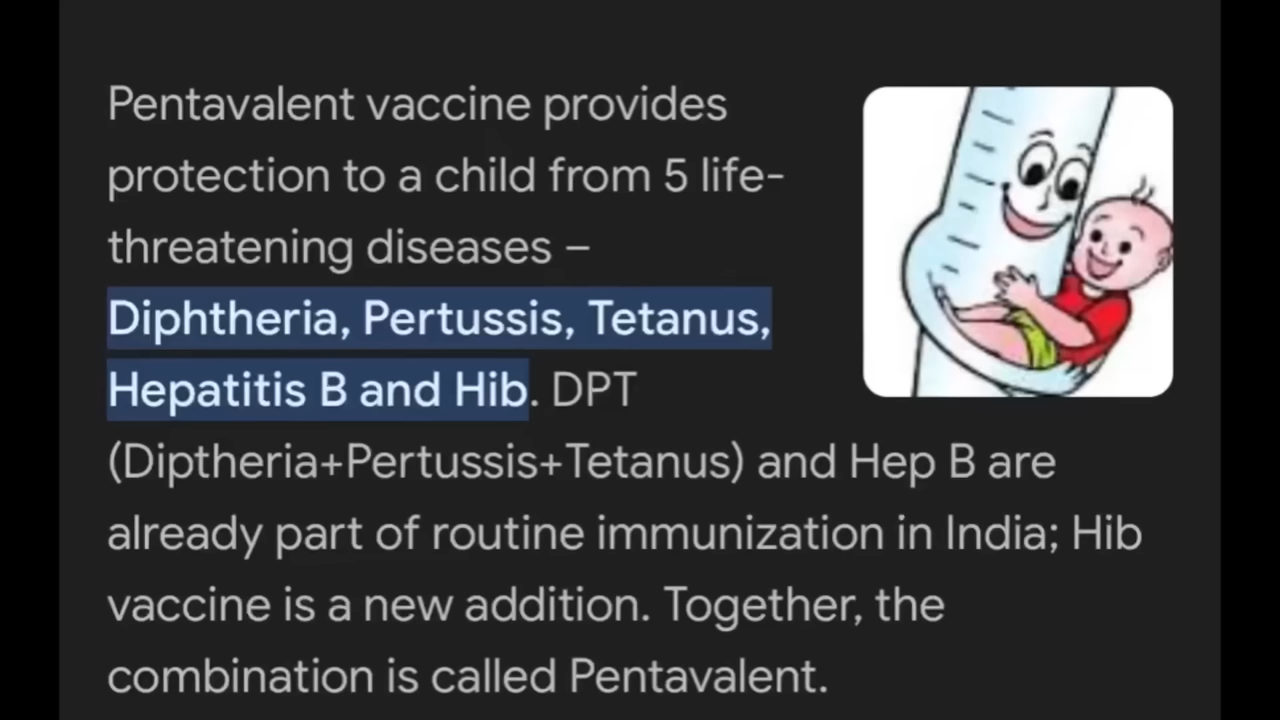 Pentavalent vaccine provides
protection to a child from 5 life-
threatening diseases –
Diphtheria, Pertussis, Tetanus,
Hepatitis B and Hib. DPT
(Diptheria+Pertussis+Tetanus) and Hep B are
already part of routine immunization in India; Hib
vaccine is a new addition. Together, the
combination is called Pentavalent.